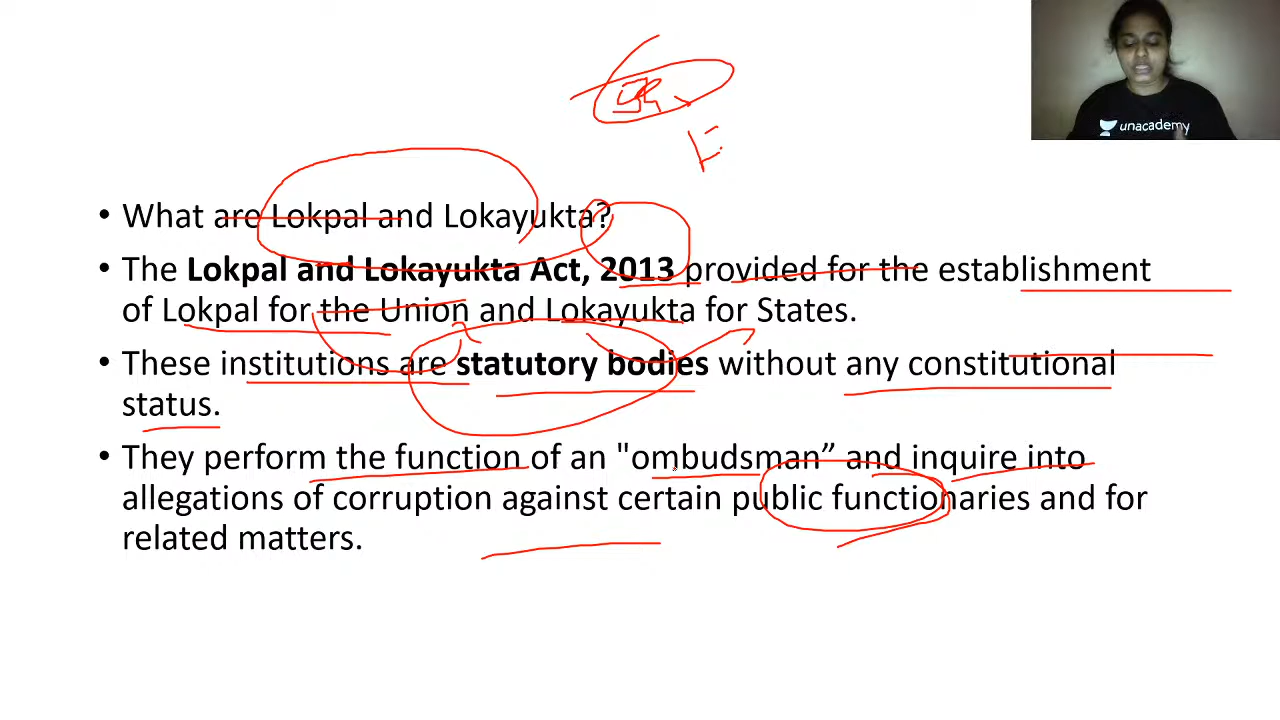 unacademy
• What are Lokpal and Lokayukta?
• The Lokpal and Lokayukta Act, 2013 provided for the establishment
of Lokpal for the Union and Lokayukta for States.
• These institutions are statutory bodies without any constitutional
status.
• They perform the function of an "ombudsman” and inquire into
allegations of corruption against certain public functionaries and for
related matters.